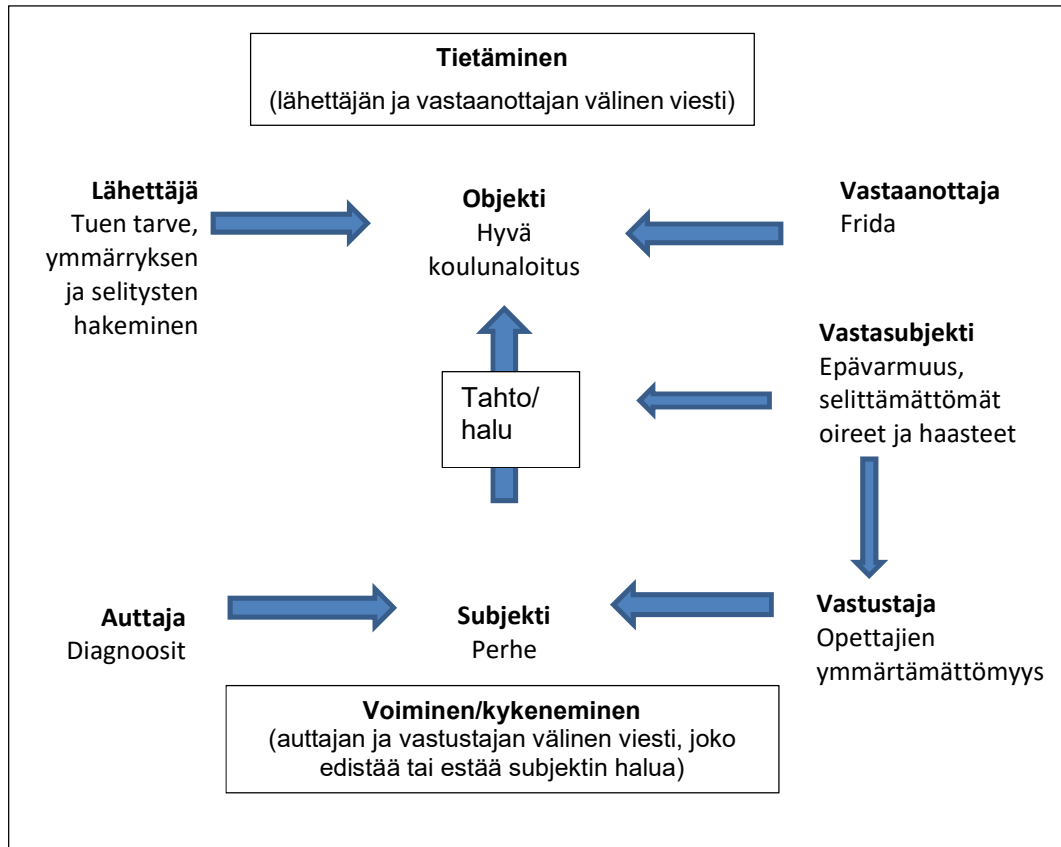 Tietäminen
(lähettäjän ja vastaanottajan välinen viesti)
Lähettäjä
Tuen tarve,
ymmärryksen
ja selitysten
hakeminen
Objekti
Hyvä
koulunaloitus
Vastaanottaja
Frida
Tahto/
halu
Vastasubjekti
Epävarmuus,
selittämättömät
oireet ja haasteet
Auttaja
Diagnoosit
Subjekti
Perhe
Vastustaja
Opettajien
ymmärtämättömyys
Voiminen/kykeneminen
(auttajan ja vastustajan välinen viesti, joko
edistää tai estää subjektin halua)